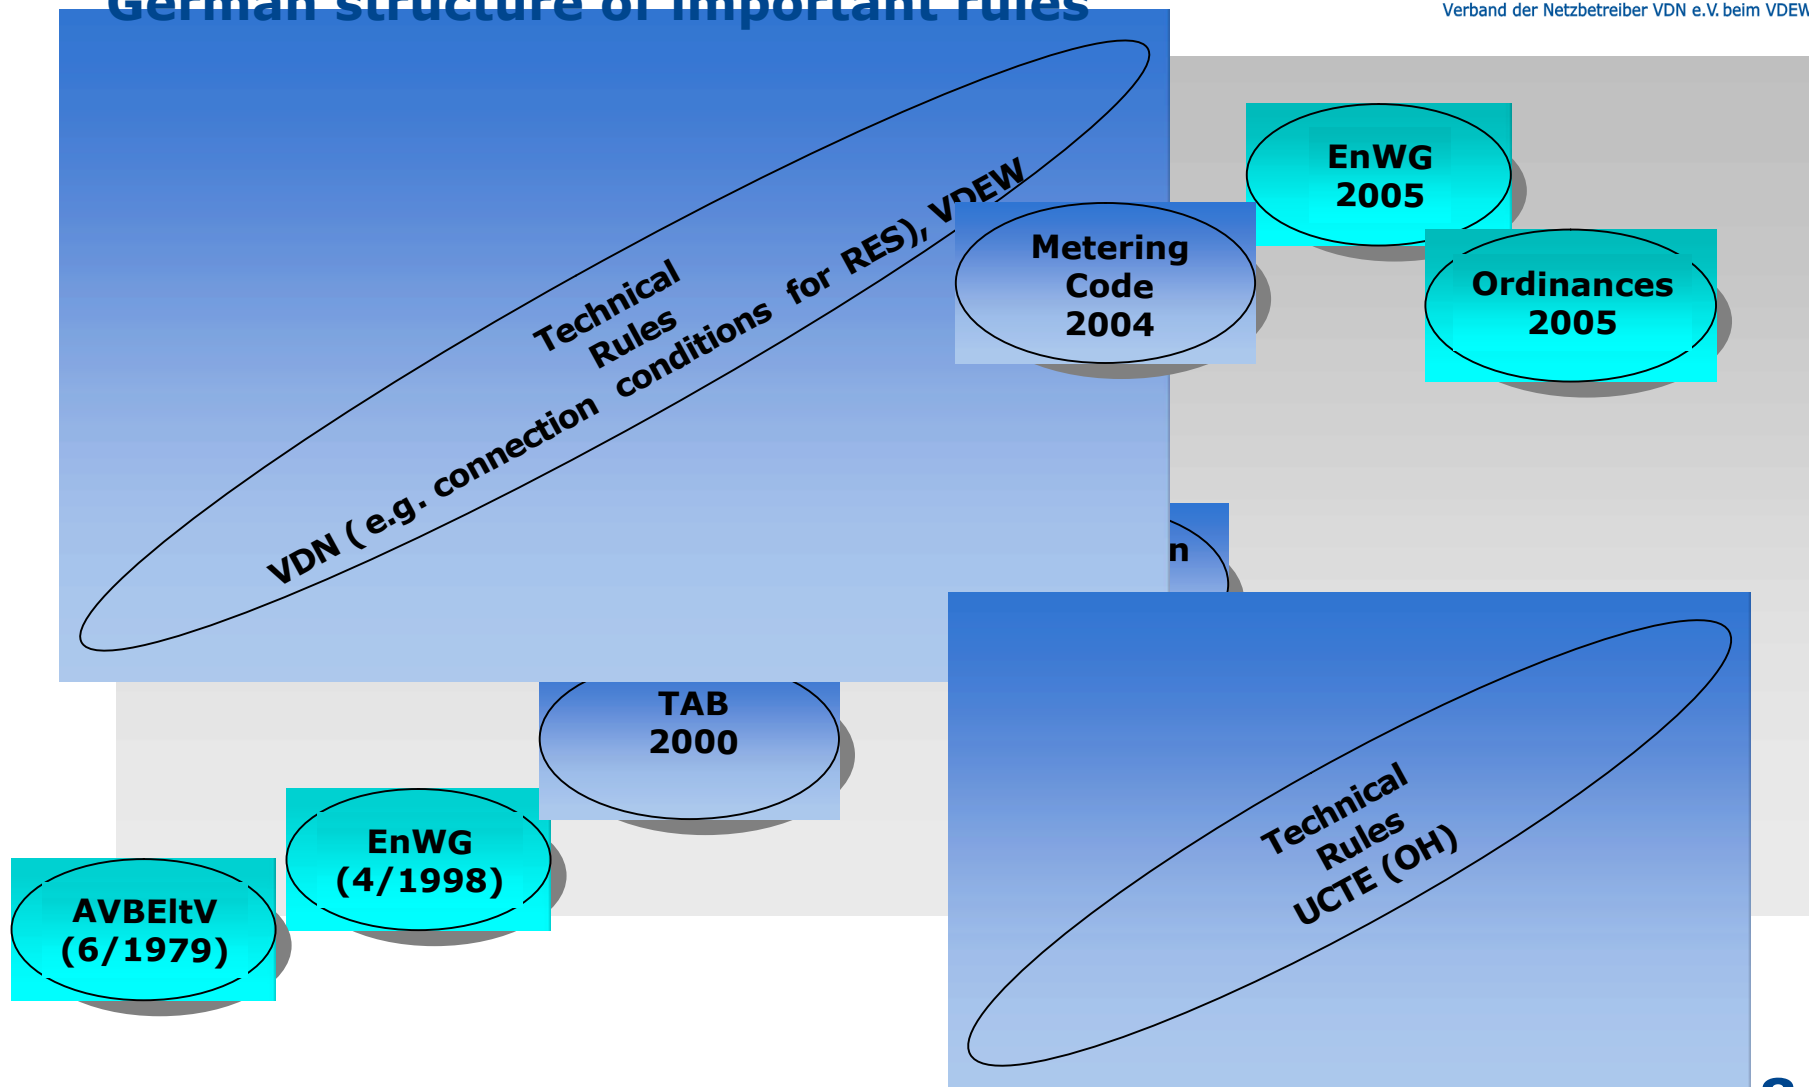 German structure of important rules
Verband der Netzbetreiber VDN e.V. beim VDEW
EnWG
2005
Metering
Code
2004
Ordinances
2005
Technical
Rules
VDN ( e.g. connection conditions for RES), VDEW
n
TAB
2000
EnWG
(4/1998)
AVBEltV
(6/1979)
Technical
Rules
UCTE (OH)